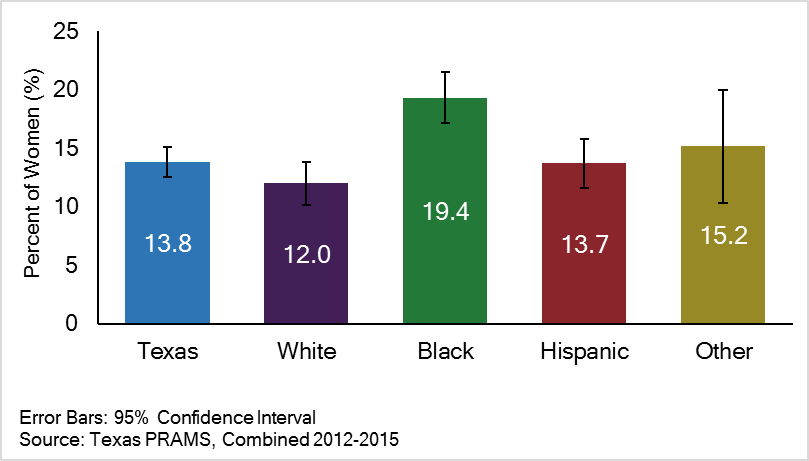 Percent of Women (%)
25
20
15
10
5
0
13.8
12.0
19.4
13.7
15.2
Texas
White
Black
Hispanic
Other
Error Bars: 95% Confidence Interval
Source: Texas PRAMS, Combined 2012-2015